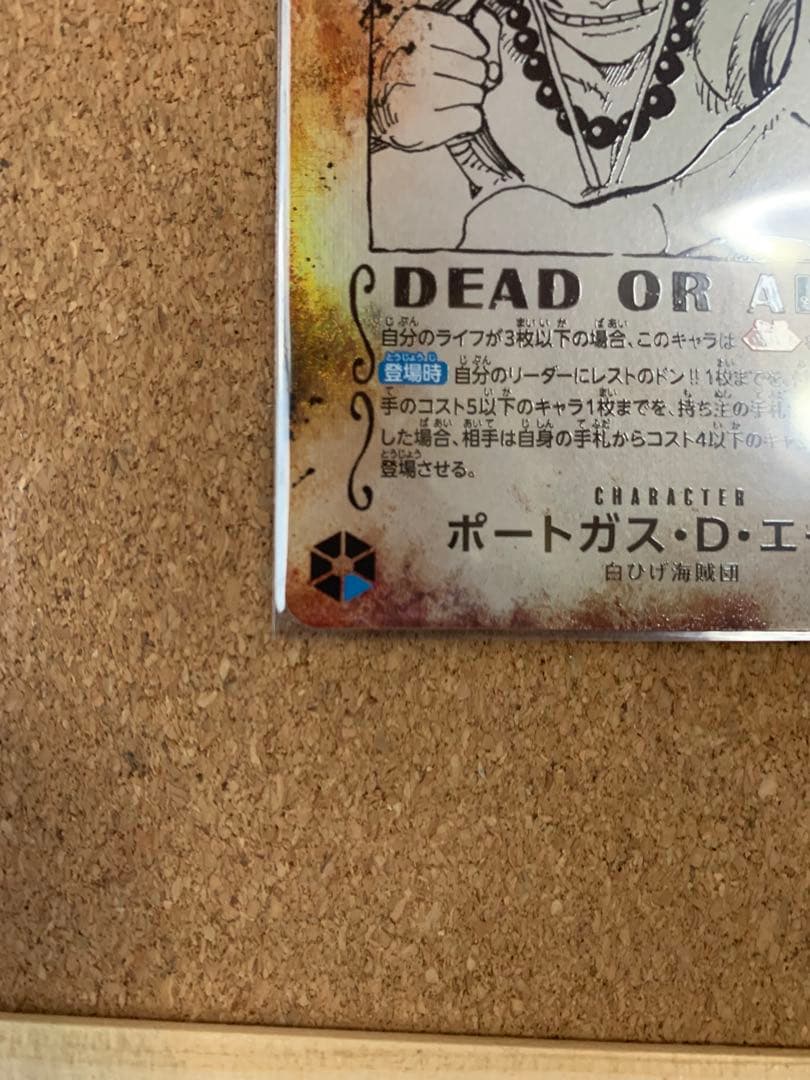 DEAD OR A
自分のライフが3枚以下の場合、このキャラは
登場時 自分のリーダーにレストのドン!!1枚までを、
手のコスト5以下のキャラ1枚までを、持ち主の手札
した場合、相手は自身の手札からコスト4以下のキャ
登場させる。
CHARACTER
ポートガス・D・エー
白ひげ海賊団